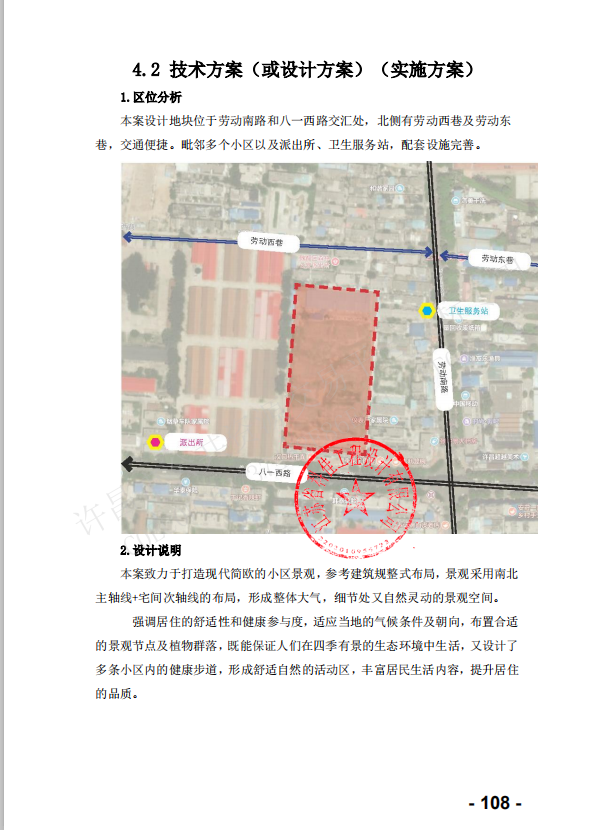 4.2 技术方案（或设计方案）（实施方案）
1.区位分析
本案设计地块位于劳动南路和八一西路交汇处，北侧有劳动西巷及劳动东
巷，交通便捷。毗邻多个小区以及派出所、卫生服务站，配套设施完善。
劳动西巷
劳动东巷
卫生服务站
劳动南路
中国移动
派出所
八一西路
2.设计说明
本案致力于打造现代简欧的小区景观，参考建筑规整式布局，景观采用南北
主轴线+宅间次轴线的布局，形成整体大气，细节处又自然灵动的景观空间。
强调居住的舒适性和健康参与度，适应当地的气候条件及朝向，布置合适
的景观节点及植物群落，既能保证人们在四季有景的生态环境中生活，又设计了
多条小区内的健康步道，形成舒适自然的活动区，丰富居民生活内容，提升居住
的品质。
- 108 -